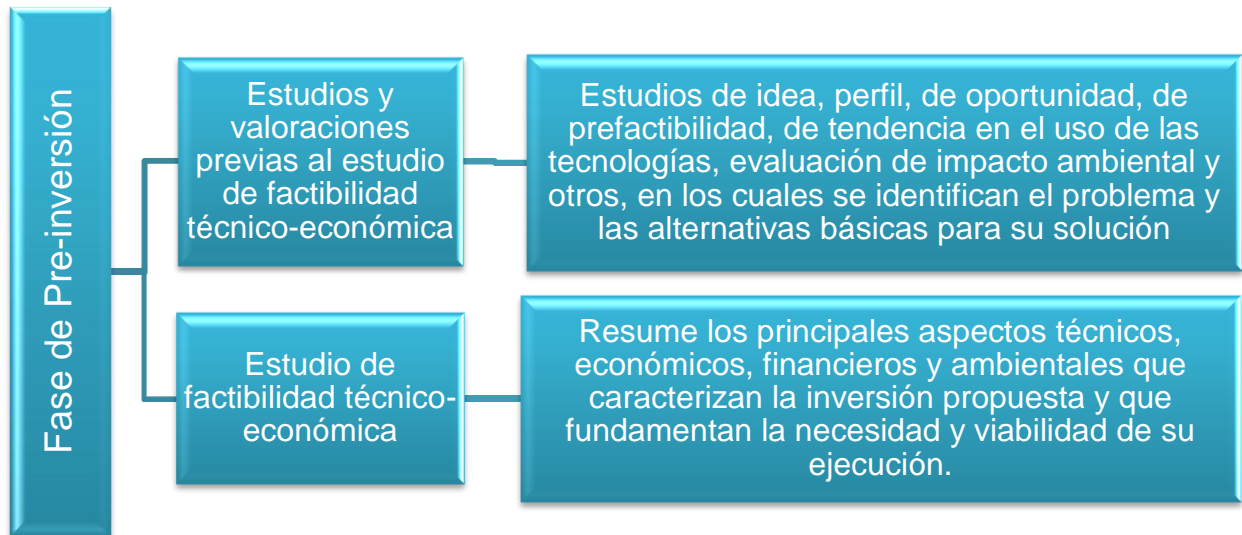 Fase de Pre-inversión
Estudios y
valoraciones
previas al estudio
de factibilidad
técnico-económica
Estudios de idea, perfil, de oportunidad, de
prefactibilidad, de tendencia en el uso de las
tecnologías, evaluación de impacto ambiental y
otros, en los cuales se identifican el problema y
las alternativas básicas para su solución
Estudio de
factibilidad técnico-
económica
Resume los principales aspectos técnicos,
económicos, financieros y ambientales que
caracterizan la inversión propuesta y que
fundamentan la necesidad y viabilidad de su
ejecución.